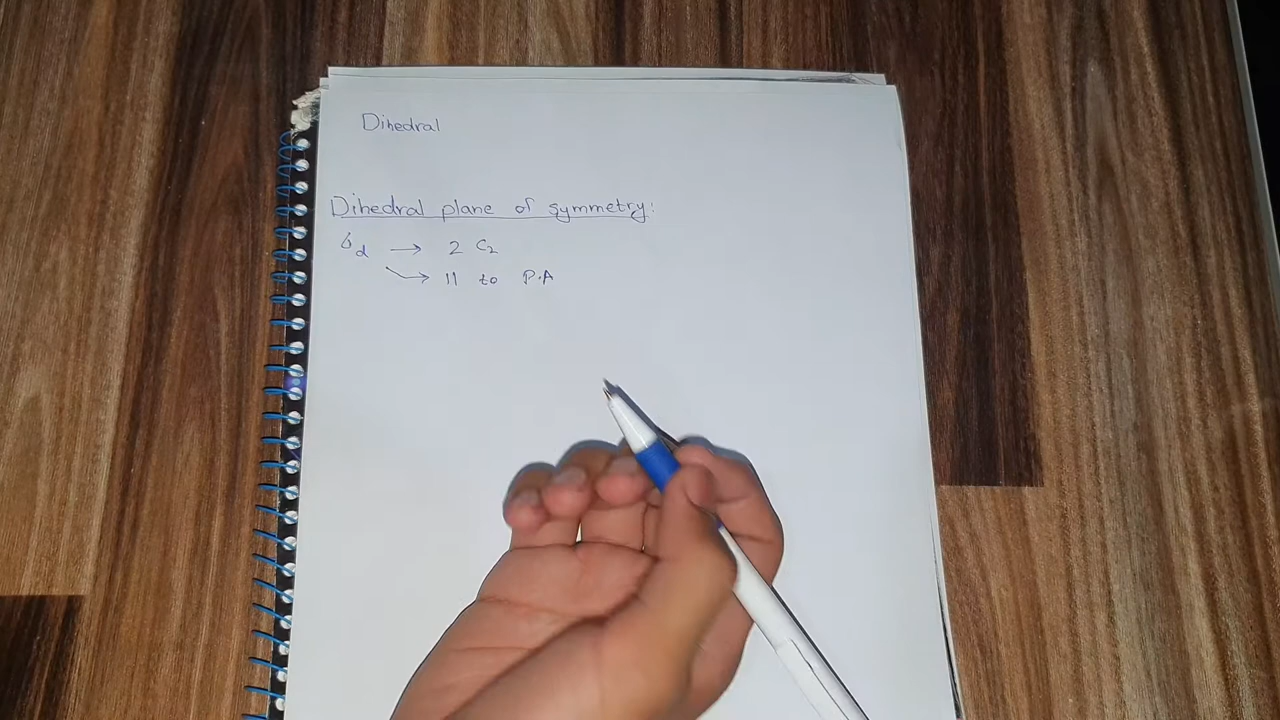 Dihedral
Dihedral plane of symmetry:
σd → 2 C2
→ 11 to P.A